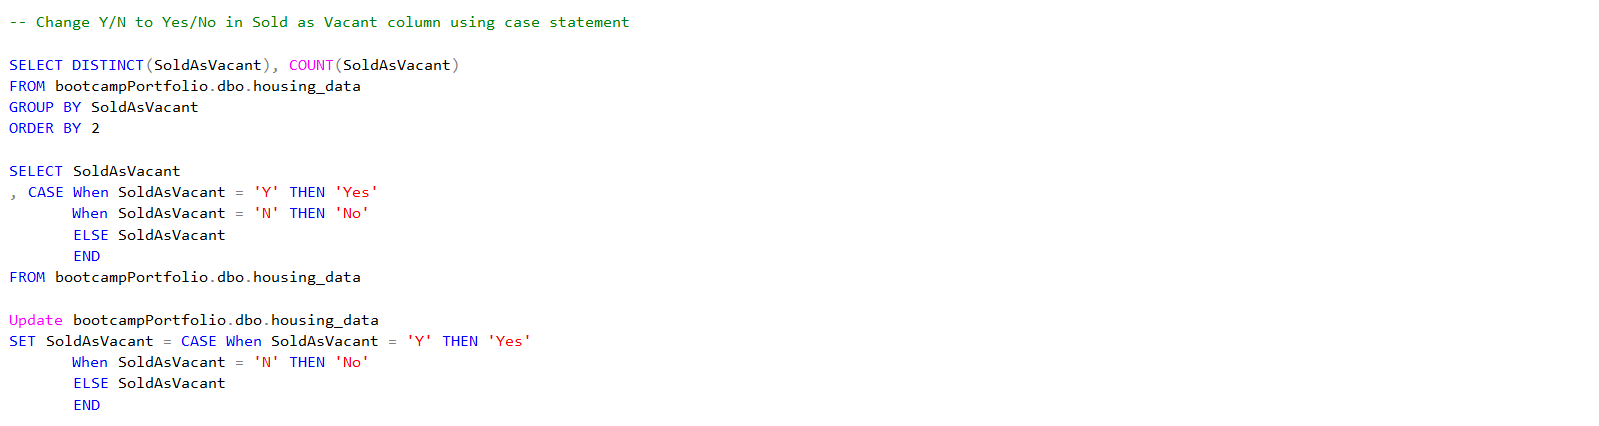 -- Change Y/N to Yes/No in Sold as Vacant column using case statement
SELECT DISTINCT(SoldAsVacant), COUNT(SoldAsVacant)
FROM bootcampPortfolio.dbo.housing_data
GROUP BY SoldAsVacant
ORDER BY 2
SELECT SoldAsVacant
, CASE When SoldAsVacant = 'Y' THEN 'Yes'
When SoldAsVacant = 'N' THEN 'No'
ELSE SoldAsVacant
END
FROM bootcampPortfolio.dbo.housing_data
Update bootcampPortfolio.dbo.housing_data
SET SoldAsVacant = CASE When SoldAsVacant = 'Y' THEN 'Yes'
When SoldAsVacant = 'N' THEN 'No'
ELSE SoldAsVacant
END